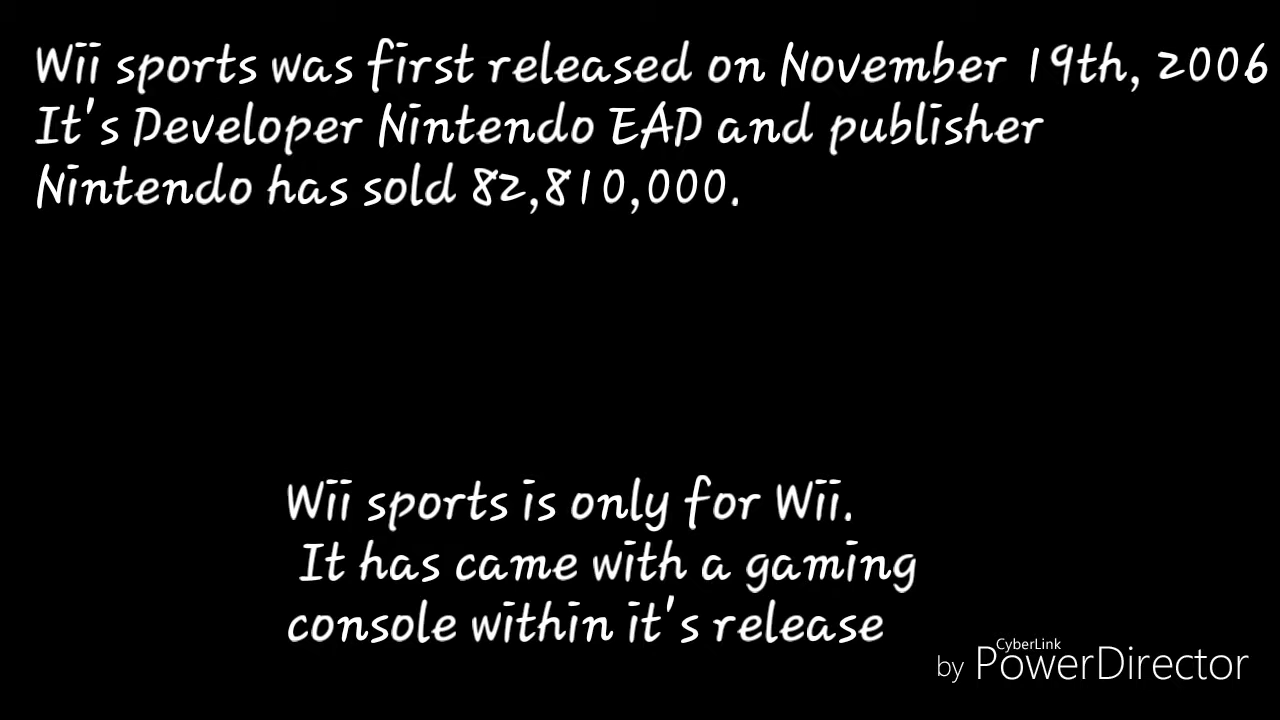 Wii sports was first released on November 19th, 2006
It's Developer Nintendo EAD and publisher
Nintendo has sold 82,810,000.
Wii sports is only for Wii.
It has came with a gaming
console within it's release
CyberLink
by PowerDirector